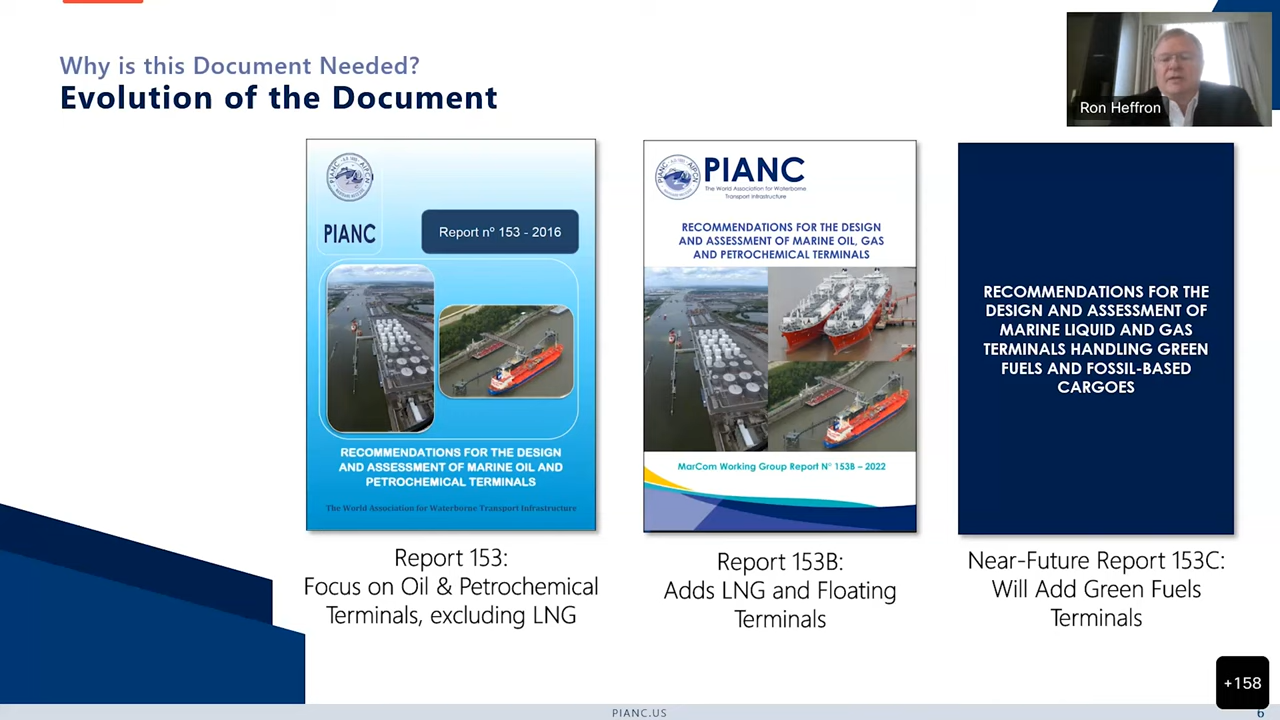 Why is this Document Needed?
Evolution of the Document
Ron Heffron
PIANC
Report nº 153 - 2016
RECOMMENDATIONS FOR THE DESIGN
AND ASSESSMENT OF MARINE OIL AND
PETROCHEMICAL TERMINALS
The World Association for Waterborne Transport Infrastructure
Report 153:
Focus on Oil & Petrochemical
Terminals, excluding LNG
PIANC
The World Association for Waterborne
Transport Infrastructure
RECOMMENDATIONS FOR THE DESIGN
AND ASSESSMENT OF MARINE OIL, GAS
AND PETROCHEMICAL TERMINALS
MarCom Working Group Report N° 153B – 2022
Report 153B:
Adds LNG and Floating
Terminals
RECOMMENDATIONS FOR THE
DESIGN AND ASSESSMENT OF
MARINE LIQUID AND GAS
TERMINALS HANDLING GREEN
FUELS AND FOSSIL-BASED
CARGOES
Near-Future Report 153C:
Will Add Green Fuels
Terminals
+158
PIANC.US
6